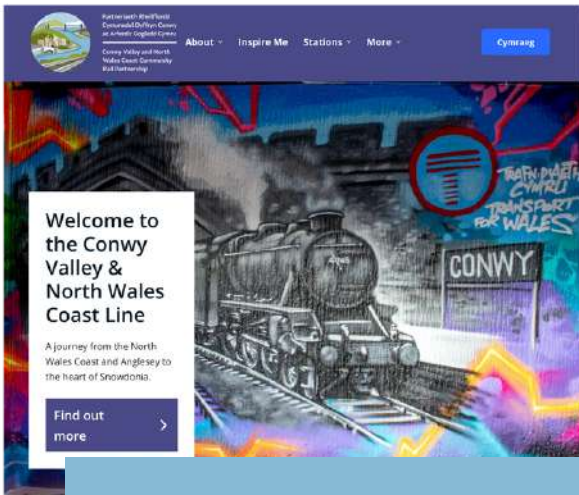 Partneriaeth Rheilffordd
Cymunedol Dyffryn Conwy
ac Arfordir Gogledd Cymru
Conwy Valley and North
Wales Coast Community
Rail Partnership
About
Inspire Me
Stations
More
Cymraeg
TRAFNIDIAETH
CYMRU
TRANSPORT
FOR WALES
CONWY
Welcome to
the Conwy
Valley &
North Wales
Coast Line
A journey from the North
Wales Coast and Anglesey to
the heart of Snowdonia.
Find out
more